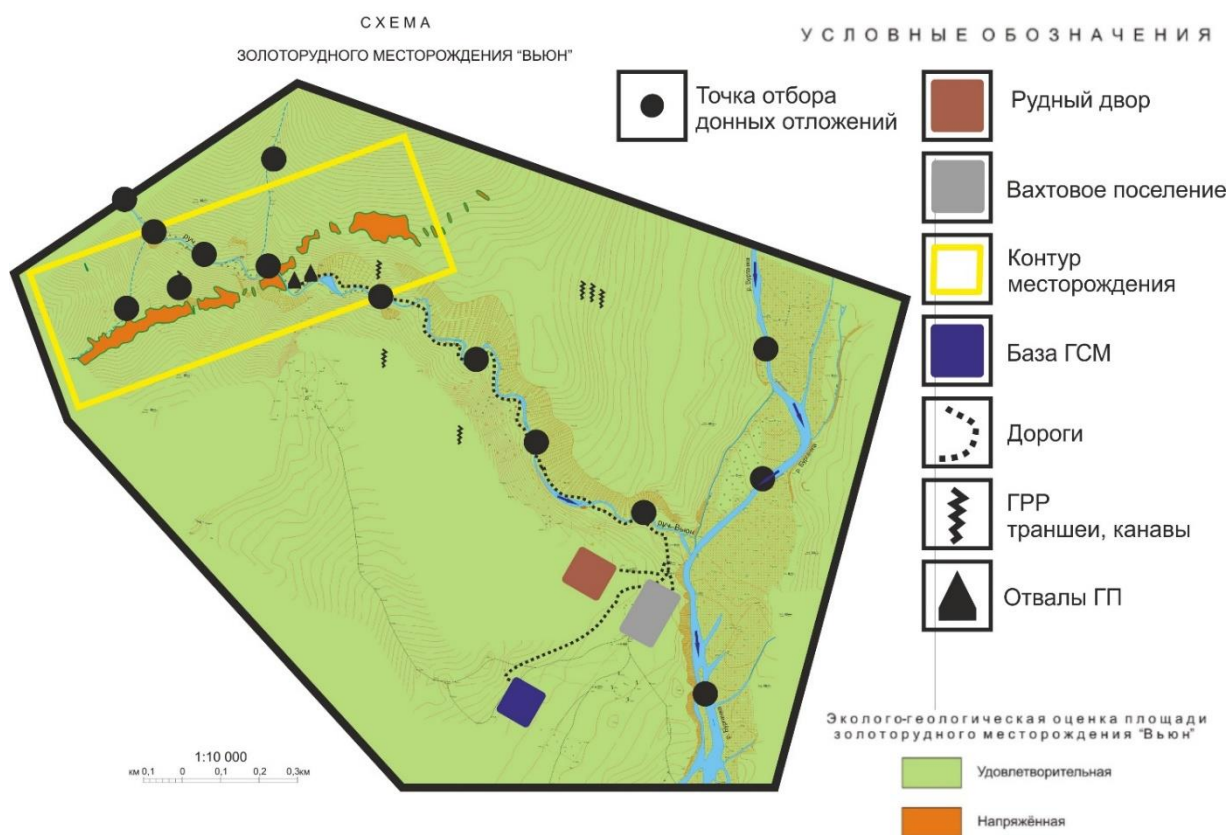 СХЕМА
ЗОЛОТОРУДНОГО МЕСТОРОЖДЕНИЯ "ВЬЮН"
УСЛОВНЫЕ ОБОЗНАЧЕНИЯ
Точка отбора
донных отложений
Рудный двор
Вахтовое поселение
Контур
месторождения
База ГСМ
Дороги
ГРР
траншеи, канавы
Отвалы ГП
руч.
руч. Вьюн
1:10 000
км 0,1 0 0,1 0,2 0,3км
Эколого-геологическая оценка площади
золоторудного месторождения "Вьюн"
Удовлетворительная
Напряжённая